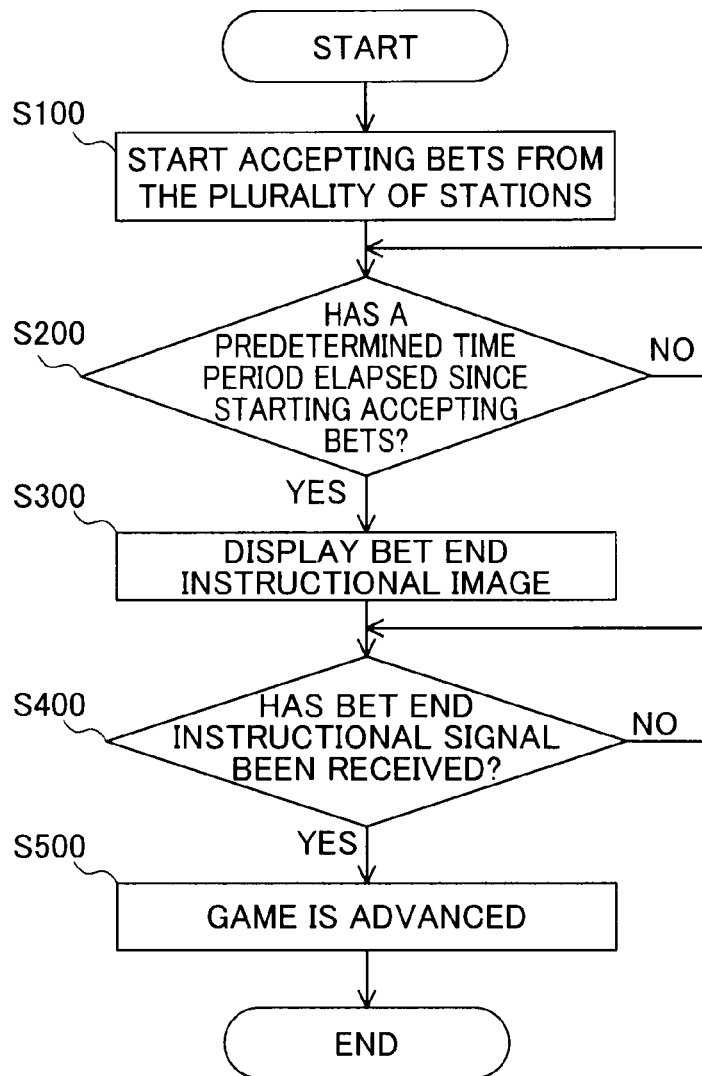 START
S100
START ACCEPTING BETS FROM
THE PLURALITY OF STATIONS
S200
HAS A
PREDETERMINED TIME
PERIOD ELAPSED SINCE
STARTING ACCEPTING
BETS?
NO
YES
S300
DISPLAY BET END
INSTRUCTIONAL IMAGE
S400
HAS BET END
INSTRUCTIONAL SIGNAL
BEEN RECEIVED?
NO
YES
S500
GAME IS ADVANCED
END